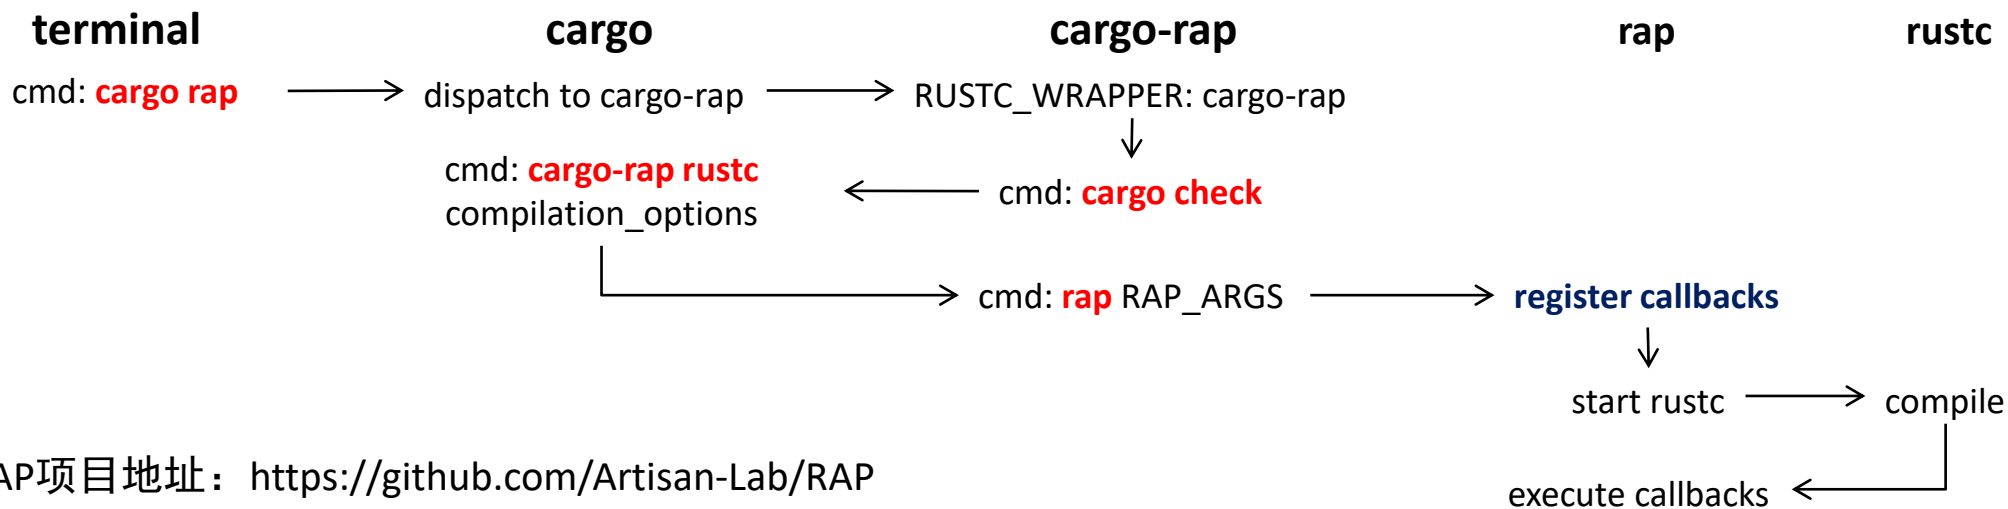 terminal cargo cargo-rap rap rustc
cmd: cargo rap
dispatch to cargo-rap
RUSTC_WRAPPER: cargo-rap
cmd: cargo check
cmd: cargo-rap rustc
compilation_options
cmd: rap RAP_ARGS
register callbacks
start rustc
compile
execute callbacks
AP项目地址：https://github.com/Artisan-Lab/RAP